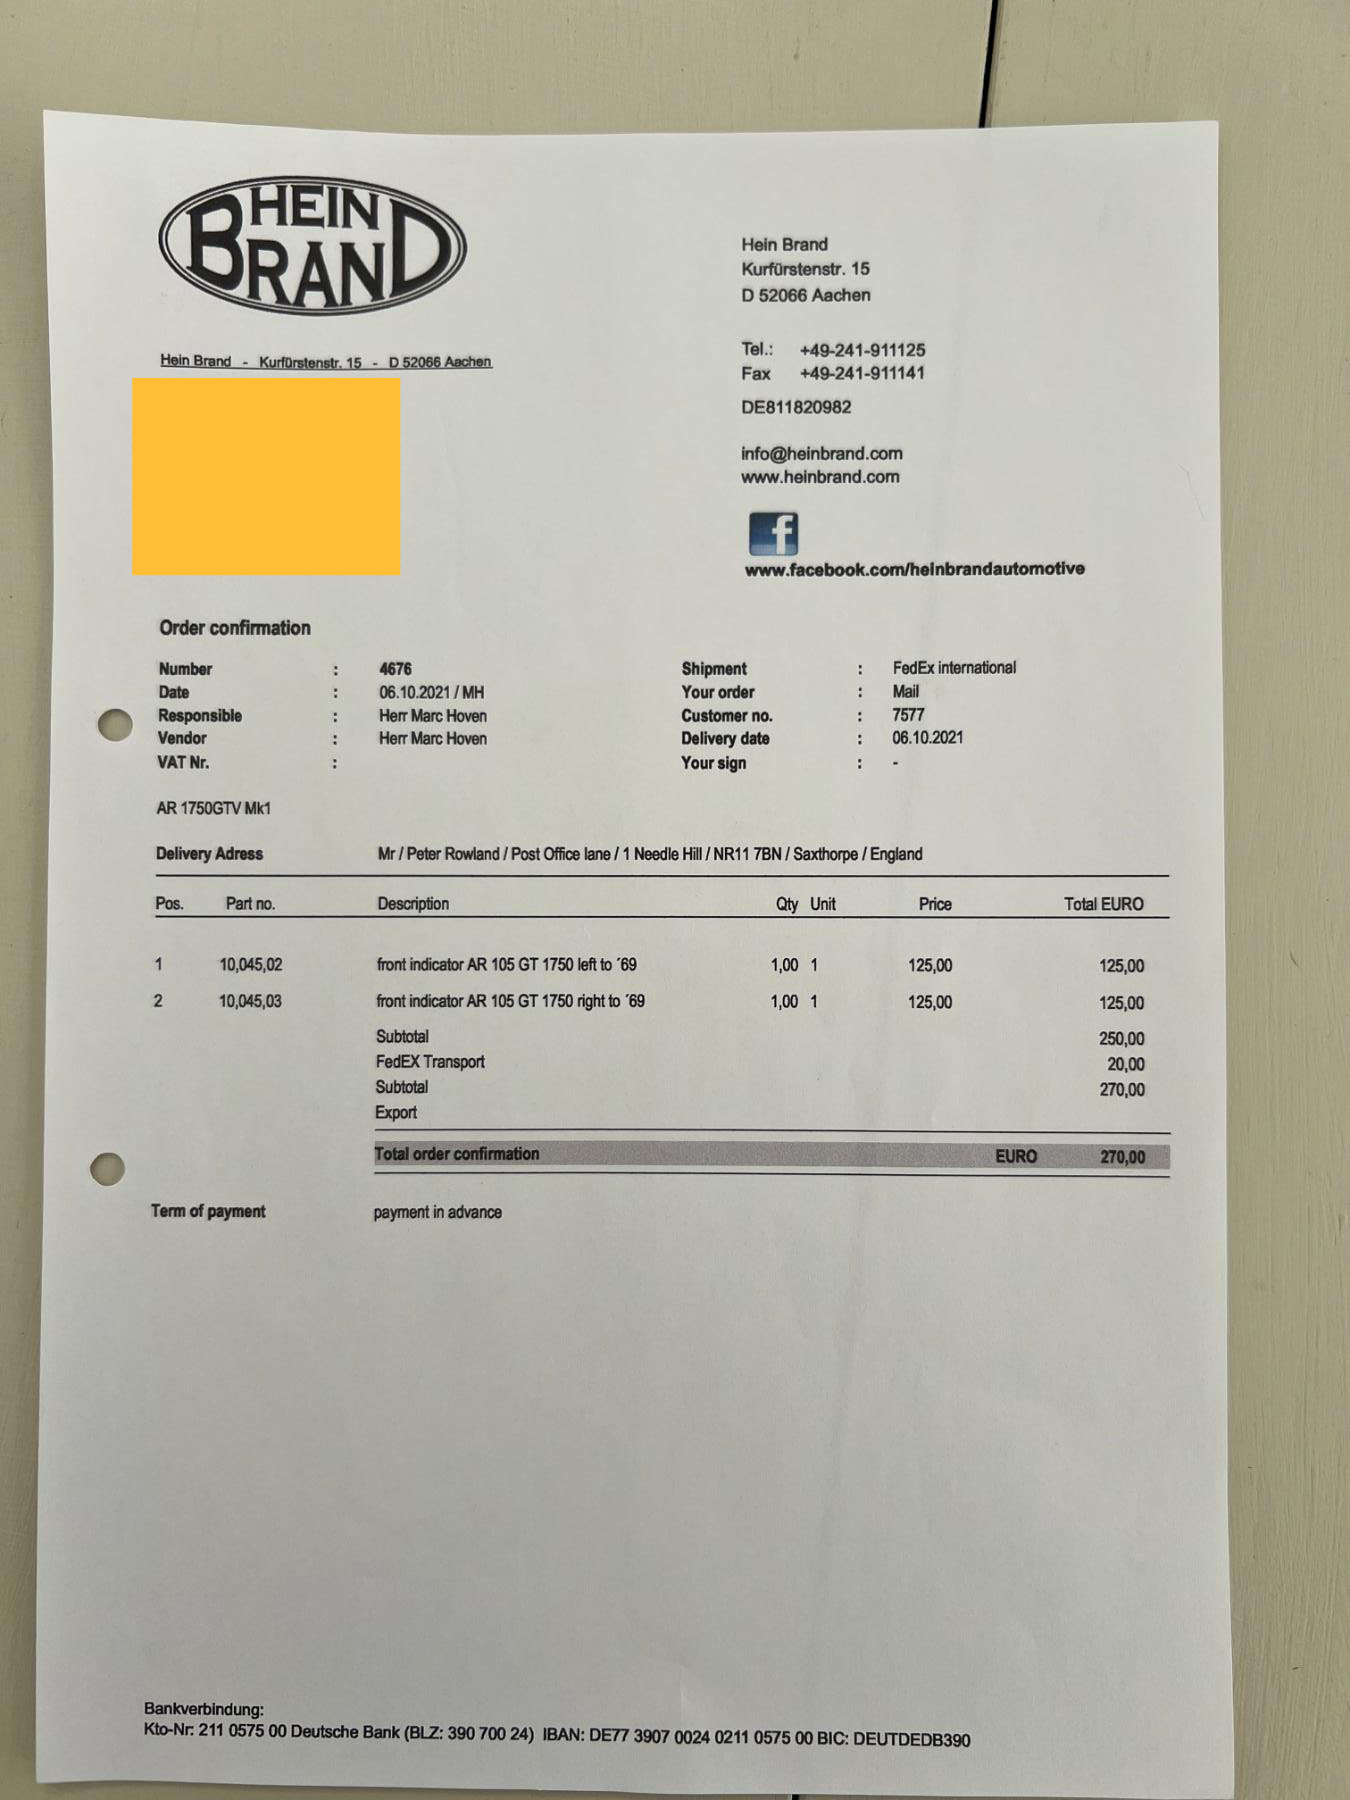 HEIN
BRAND
Hein Brand - Kurfürstenstr. 15 - D 52066 Aachen
Hein Brand
Kurfürstenstr. 15
D 52066 Aachen
Tel.: +49-241-911125
Fax +49-241-911141
DE811820982
info@heinbrand.com
www.heinbrand.com
f
www.facebook.com/heinbrandautomotive
Order confirmation
Number : 4676 Shipment : FedEx international
Date : 06.10.2021 / MH Your order : Mail
Responsible : Herr Marc Hoven Customer no. : 7577
Vendor : Herr Marc Hoven Delivery date : 06.10.2021
VAT Nr. : Your sign : -
AR 1750GTV Mk1
Delivery Adress Mr / Peter Rowland / Post Office lane / 1 Needle Hill / NR11 7BN / Saxthorpe / England
Pos. Part no. Description Qty Unit Price Total EURO
1 10,045,02 front indicator AR 105 GT 1750 left to ´69 1,00 1 125,00 125,00
2 10,045,03 front indicator AR 105 GT 1750 right to ´69 1,00 1 125,00 125,00
Subtotal 250,00
FedEX Transport 20,00
Subtotal 270,00
Export
Total order confirmation EURO 270,00
Term of payment payment in advance
Bankverbindung:
Kto-Nr: 211 0575 00 Deutsche Bank (BLZ: 390 700 24) IBAN: DE77 3907 0024 0211 0575 00 BIC: DEUTDEDB390